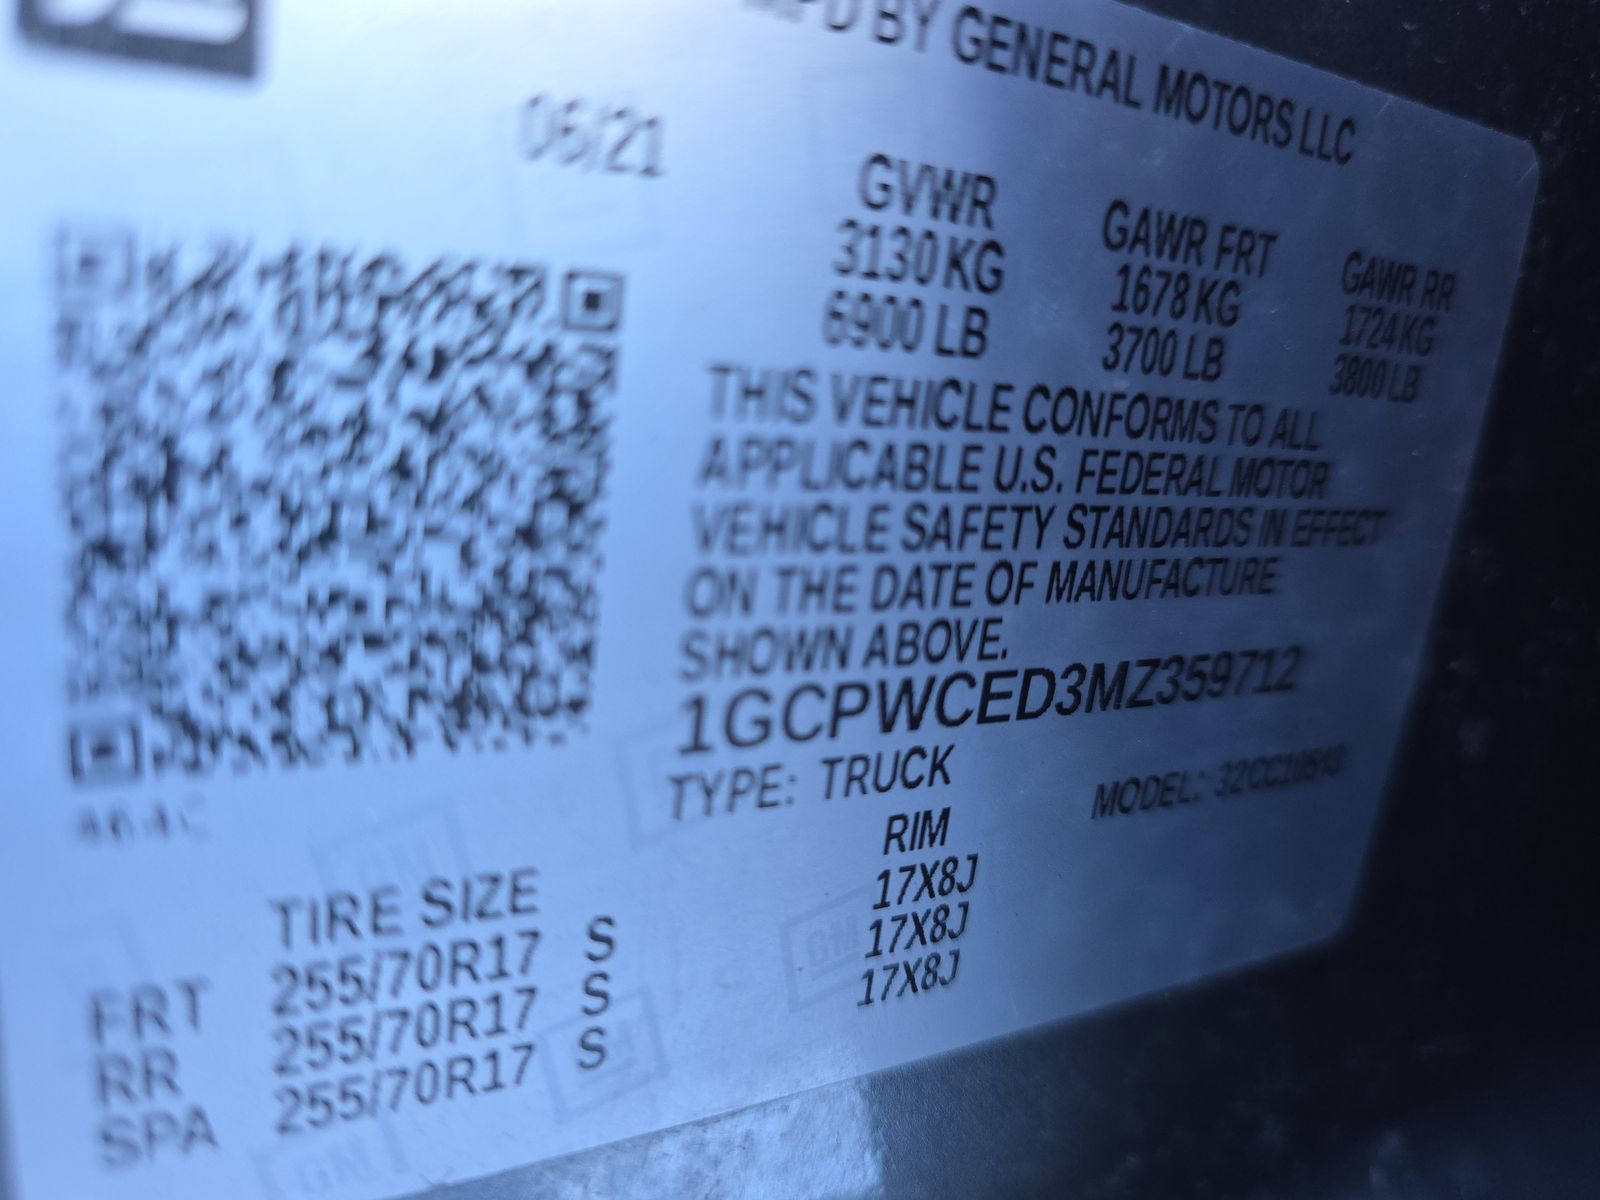 MFD BY GENERAL MOTORS LLC
06/21
GVWR GAWR FRT GAWR RR
3130 KG 1678 KG 1724 KG
6900 LB 3700 LB 3800 LB
THIS VEHICLE CONFORMS TO ALL
APPLICABLE U.S. FEDERAL MOTOR
VEHICLE SAFETY STANDARDS IN EFFECT
ON THE DATE OF MANUFACTURE
SHOWN ABOVE.
1GCPWCED3MZ359712
TYPE: TRUCK MODEL:
TIRE SIZE RIM
FRT 255/70R17 S 17X8J
RR 255/70R17 S 17X8J
SPA 255/70R17 S 17X8J
GM
GM